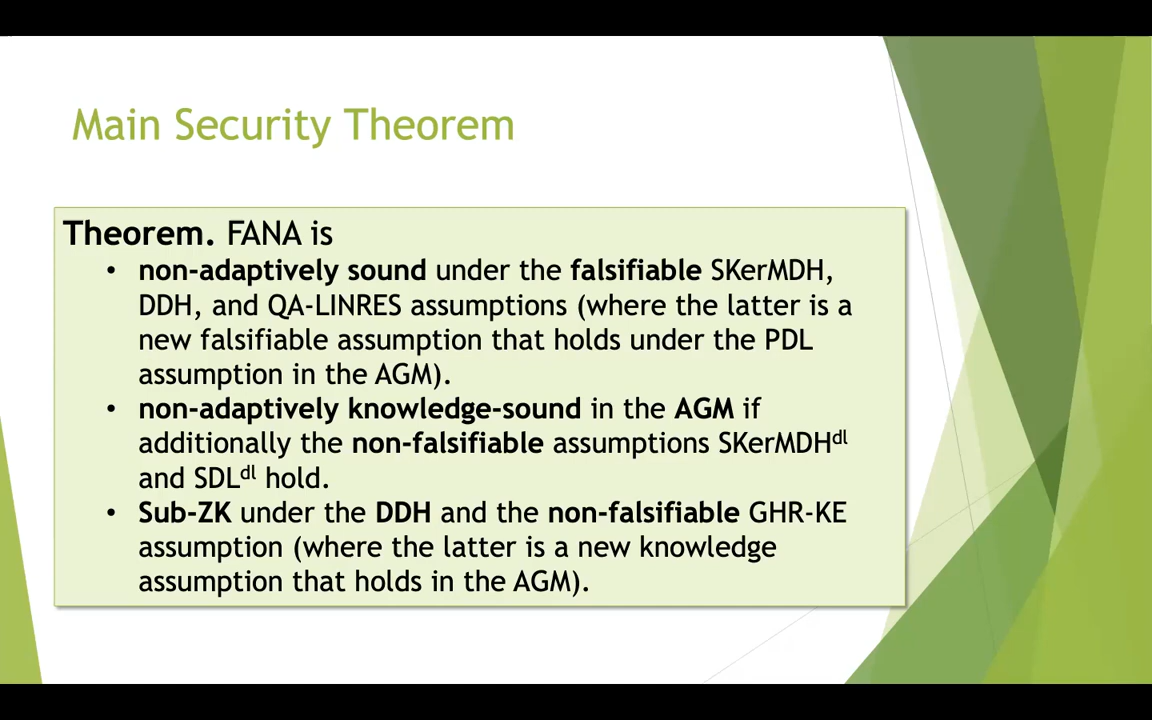 Main Security Theorem
Theorem. FANA is
• non-adaptively sound under the falsifiable SKerMDH,
DDH, and QA-LINRES assumptions (where the latter is a
new falsifiable assumption that holds under the PDL
assumption in the AGM).
• non-adaptively knowledge-sound in the AGM if
additionally the non-falsifiable assumptions SKerMDHᵈˡ
and SDLᵈˡ hold.
• Sub-ZK under the DDH and the non-falsifiable GHR-KE
assumption (where the latter is a new knowledge
assumption that holds in the AGM).